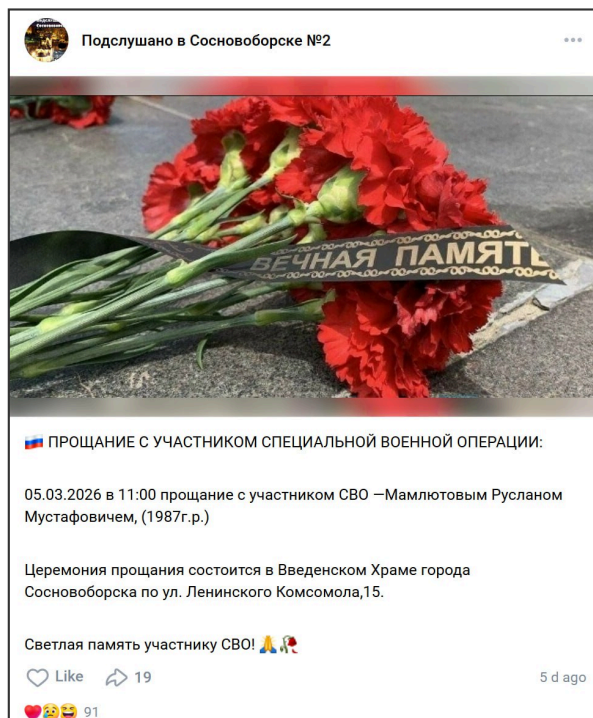 Подслушано в Сосновоборске №2
ВЕЧНАЯ ПАМЯТЬ
ПРОЩАНИЕ С УЧАСТНИКОМ СПЕЦИАЛЬНОЙ ВОЕННОЙ ОПЕРАЦИИ:
05.03.2026 в 11:00 прощание с участником СВО —Мамлютовым Русланом
Мустафовичем, (1987г.р.)
Церемония прощания состоится в Введенском Храме города
Сосновоборска по ул. Ленинского Комсомола,15.
Светлая память участнику СВО!
Like
19
5 d ago
91